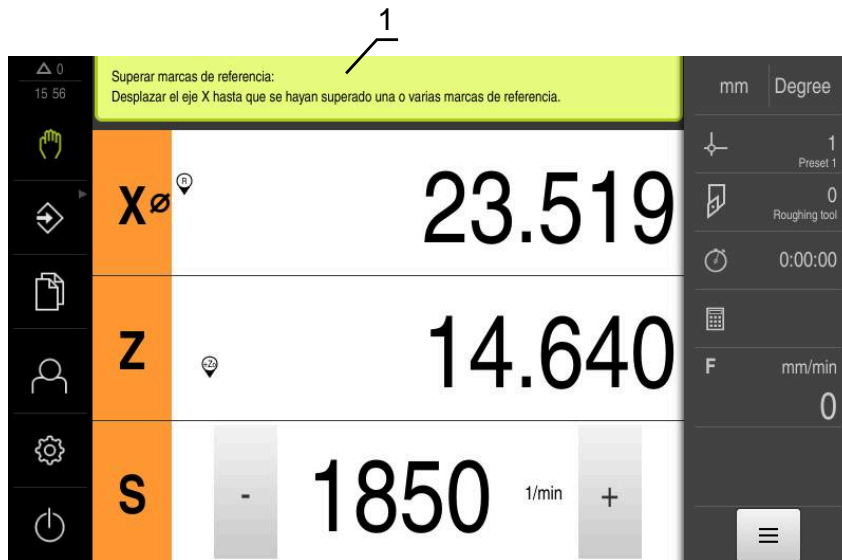 1
0
15 56
Superar marcas de referencia:
Desplazar el eje X hasta que se hayan superado una o varias marcas de referencia.
mm Degree
X⌀ R 23.519
Z 14.640
S - 1850 1/min +
1
Preset 1
0
Roughing tool
0:00:00
F mm/min
0